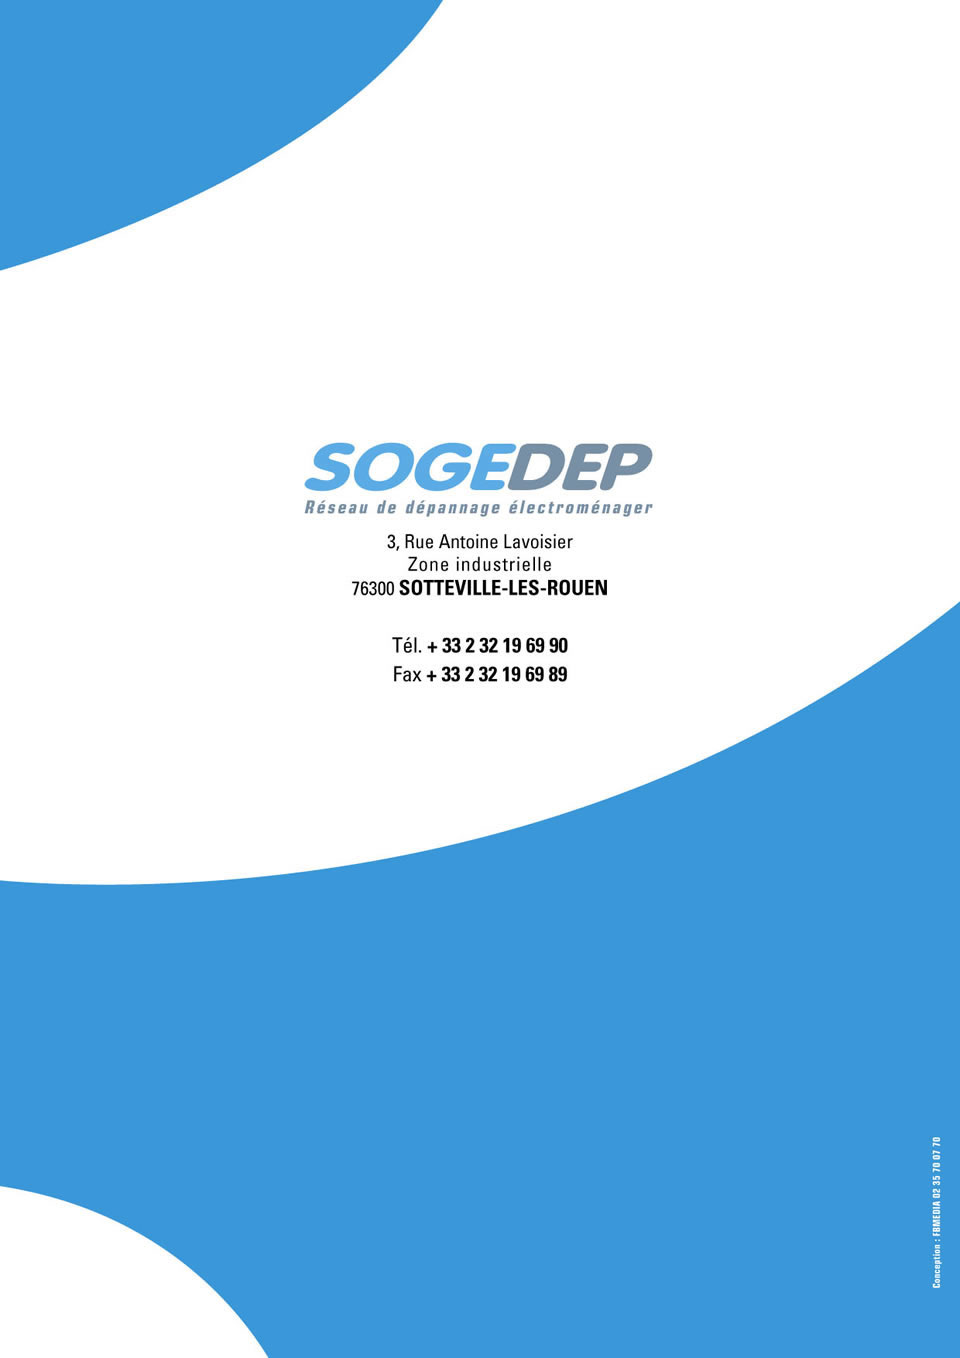 SOGEDEP
Réseau de dépannage électroménager
3, Rue Antoine Lavoisier
Zone industrielle
76300 SOTTEVILLE-LES-ROUEN
Tél. + 33 2 32 19 69 90
Fax + 33 2 32 19 69 89
Conception : FBMEDIA 02 35 70 07 70